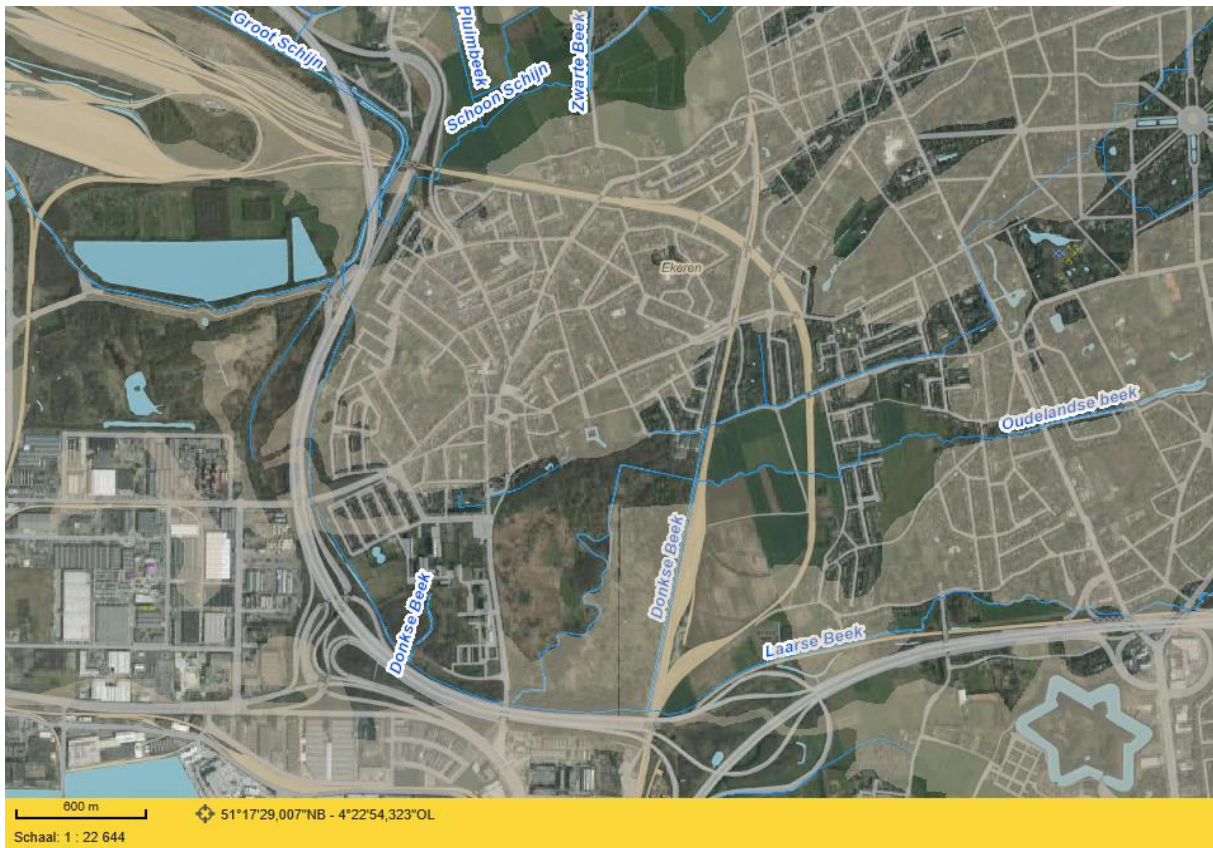 Groot Schijn
Pluimbeek
Schoon Schijn
Zwarte Beek
Ekeren
Oudelandse beek
Donkse Beek
Donkse Beek
Laarse Beek
600 m
51°17'29,007"NB - 4°22'54,323"OL
Schaal: 1 : 22 644